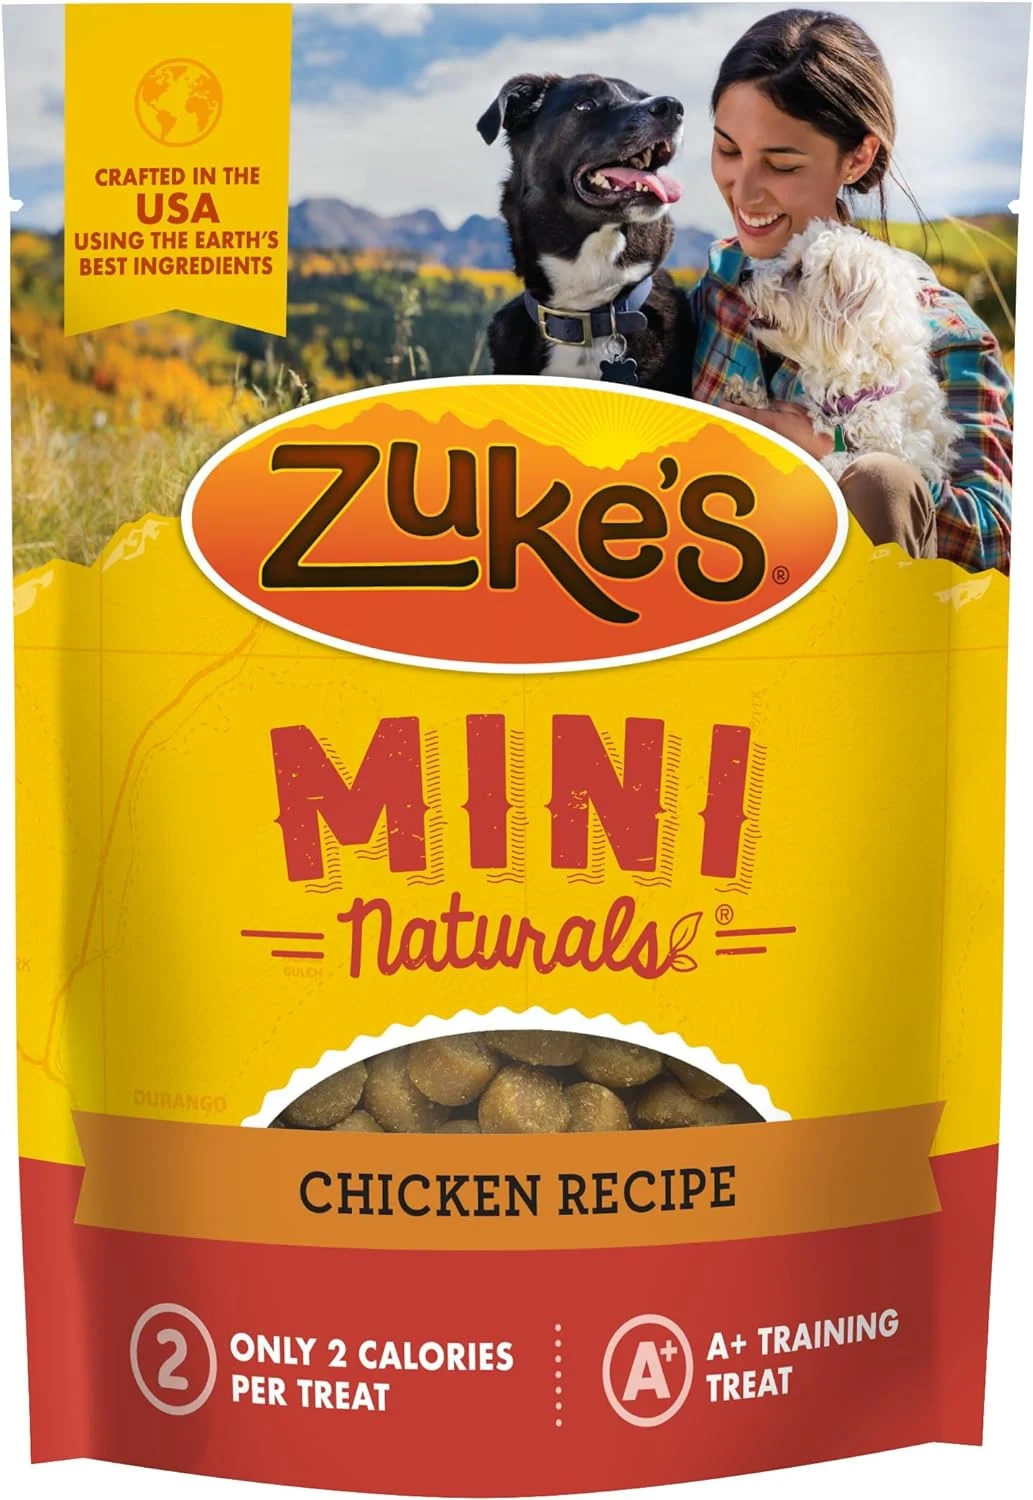 CRAFTED IN THE
USA
USING THE EARTH'S
BEST INGREDIENTS
Zuke's®
MINI
Naturals®
GULCH
DURANGO
CHICKEN RECIPE
2
ONLY 2 CALORIES
PER TREAT
A+
A+ TRAINING
TREAT